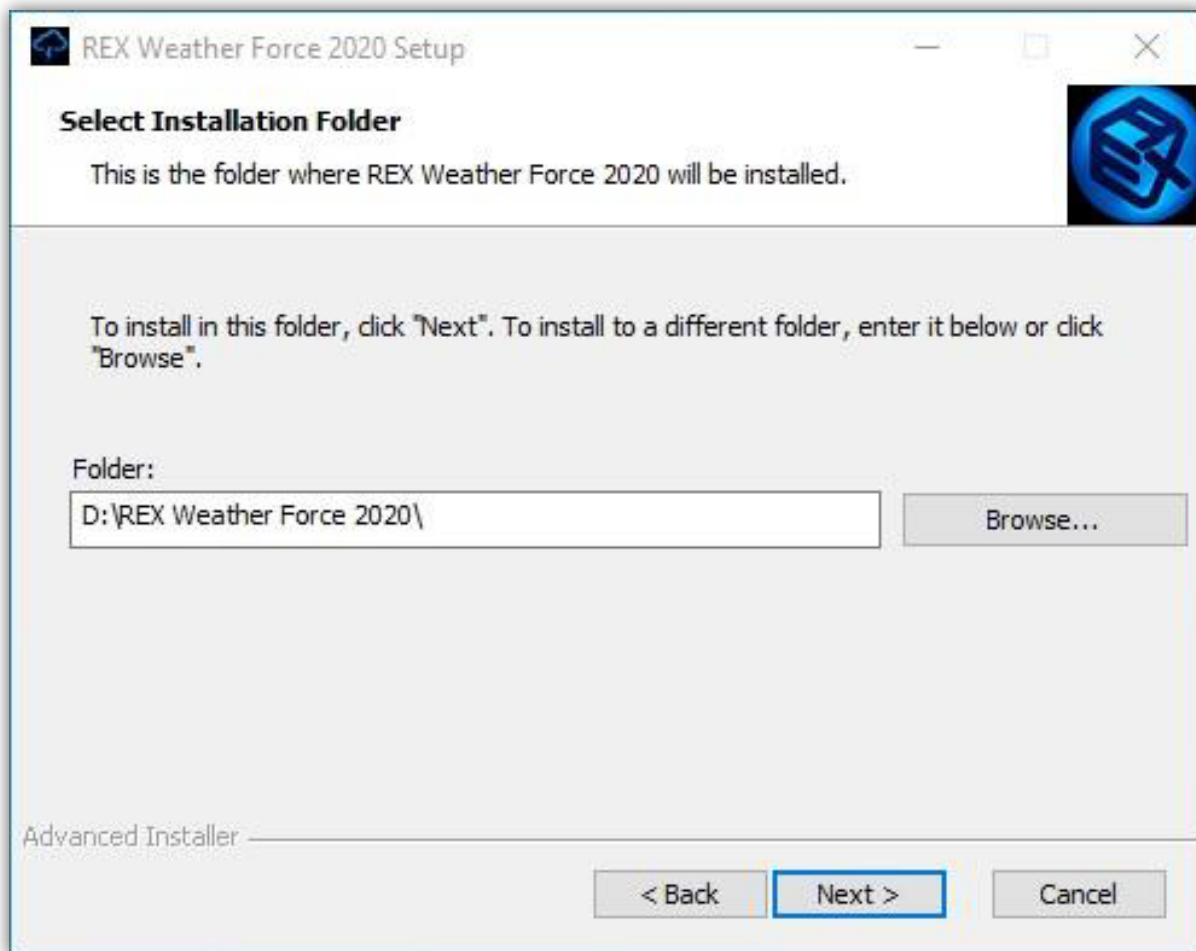 REX Weather Force 2020 Setup
Select Installation Folder
This is the folder where REX Weather Force 2020 will be installed.
REX
To install in this folder, click "Next". To install to a different folder, enter it below or click
"Browse".
Folder:
D:\REX Weather Force 2020\
Browse...
Advanced Installer
< Back
Next >
Cancel